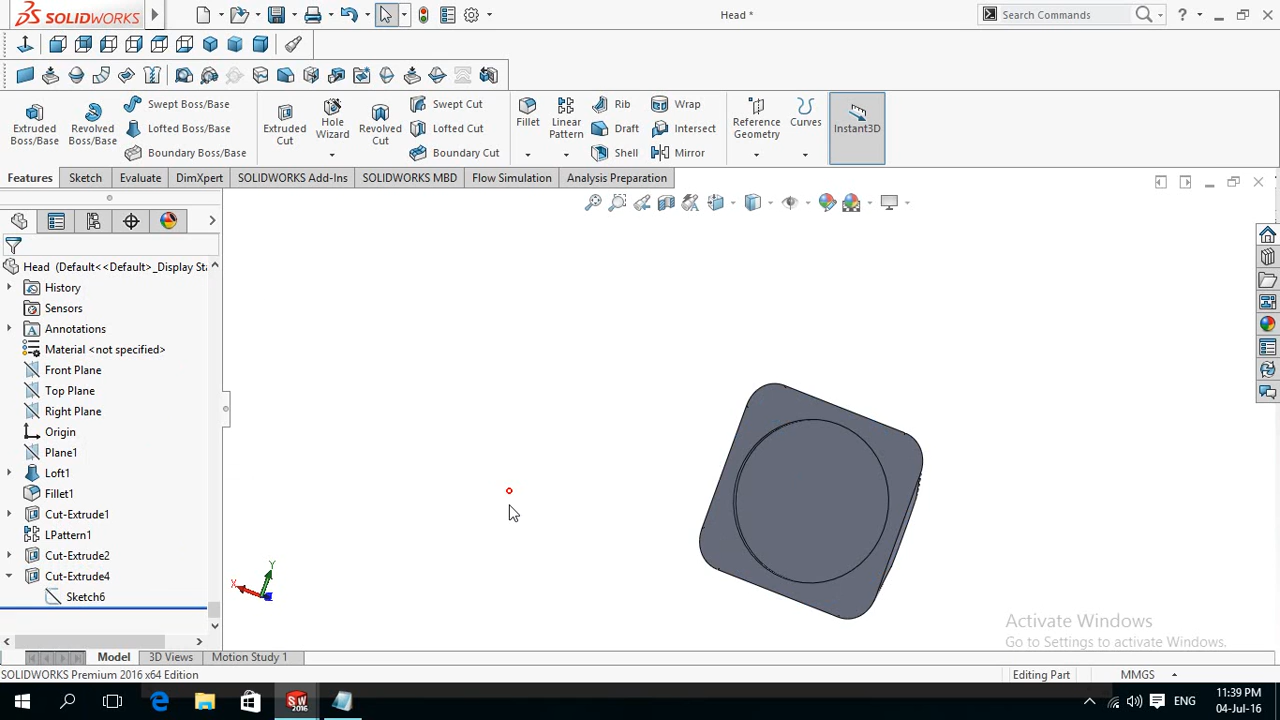 SOLIDWORKS
Head *
Search Commands
Extruded Boss/Base
Revolved Boss/Base
Swept Boss/Base
Lofted Boss/Base
Boundary Boss/Base
Extruded Cut
Hole Wizard
Revolved Cut
Swept Cut
Lofted Cut
Boundary Cut
Fillet
Linear Pattern
Rib
Draft
Shell
Wrap
Intersect
Mirror
Reference Geometry
Curves
Instant3D
Features Sketch Evaluate DimXpert SOLIDWORKS Add-Ins SOLIDWORKS MBD Flow Simulation Analysis Preparation
Head (Default<<Default>_Display Sta
History
Sensors
Annotations
Material <not specified>
Front Plane
Top Plane
Right Plane
Origin
Plane1
Loft1
Fillet1
Cut-Extrude1
LPattern1
Cut-Extrude2
Cut-Extrude4
Sketch6
Y
X
Z
Activate Windows
Go to Settings to activate Windows.
Model 3D Views Motion Study 1
SOLIDWORKS Premium 2016 x64 Edition
Editing Part
MMGS
SW
2016
ENG
11:39 PM
04-Jul-16